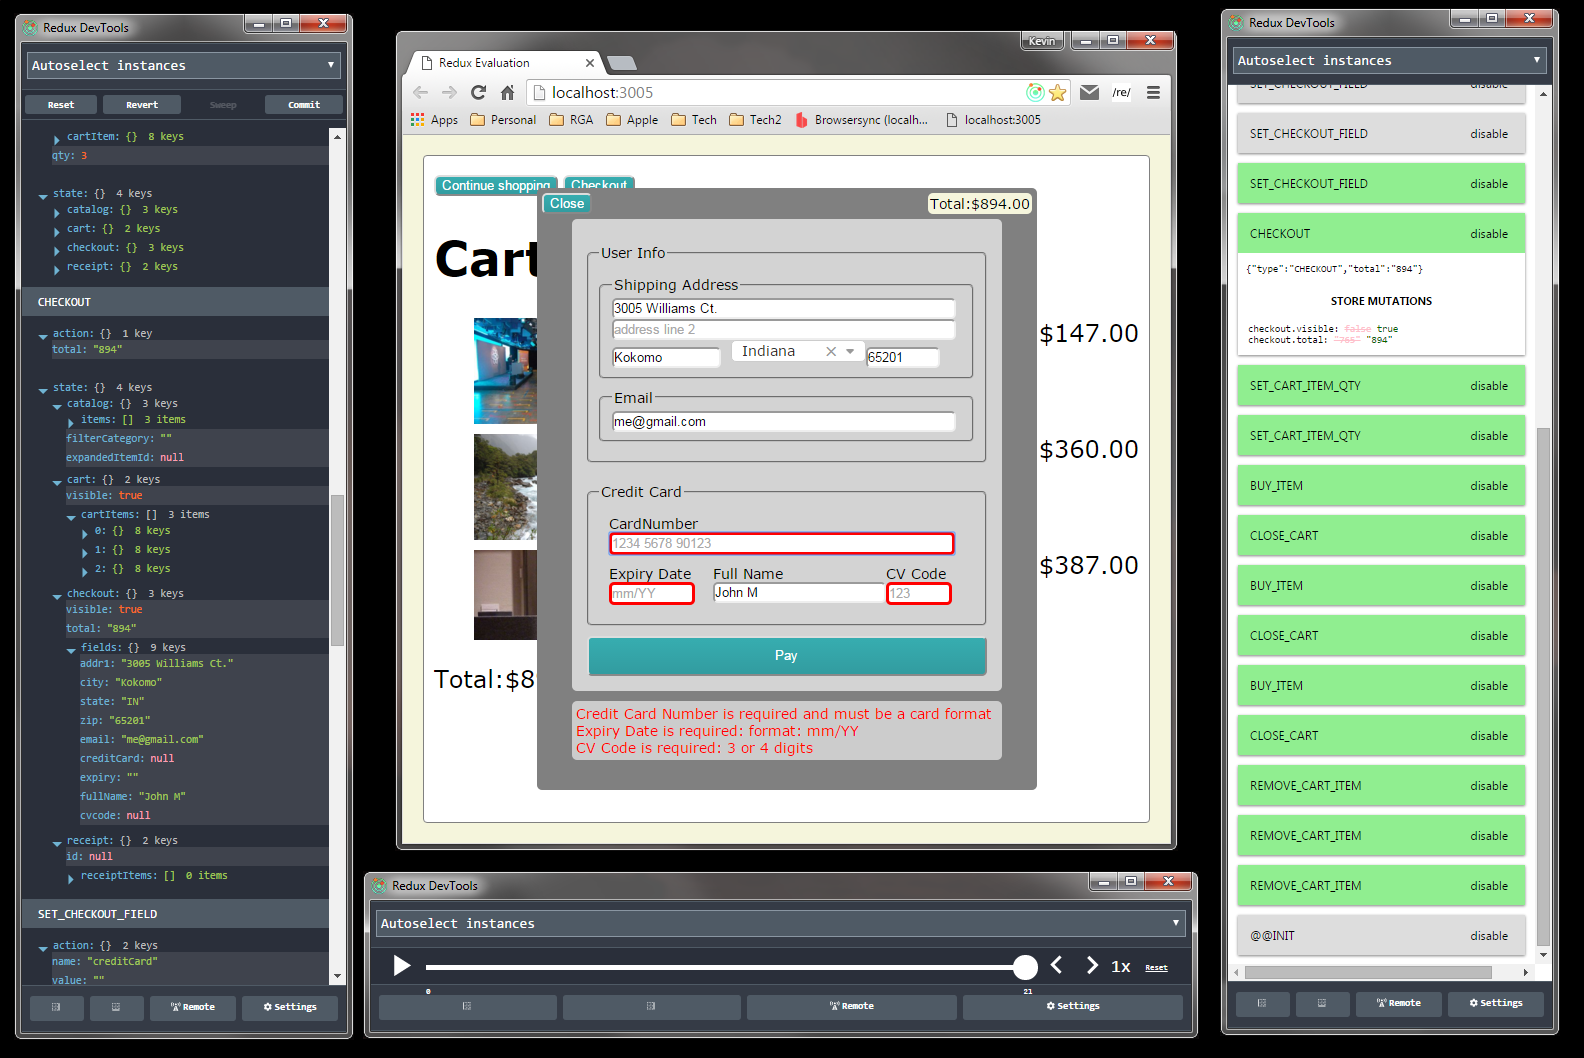 Redux DevTools
Autoselect instances
Reset Revert Sweep Commit
cartItem: {} 8 keys
qty: 3
state: {} 4 keys
catalog: {} 3 keys
cart: {} 2 keys
checkout: {} 3 keys
receipt: {} 2 keys
CHECKOUT
action: {} 1 key
total: "894"
state: {} 4 keys
catalog: {} 3 keys
items: [] 3 items
filterCategory: ""
expandedItemId: null
cart: {} 2 keys
visible: true
cartItems: [] 3 items
0: {} 8 keys
1: {} 8 keys
2: {} 8 keys
checkout: {} 3 keys
visible: true
total: "894"
fields: {} 9 keys
addr1: "3005 Williams Ct."
city: "Kokomo"
state: "IN"
zip: "65201"
email: "me@gmail.com"
creditCard: null
expiry: ""
fullName: "John M"
cvcode: null
receipt: {} 2 keys
id: null
receiptItems: [] 0 items
SET_CHECKOUT_FIELD
action: {} 2 keys
name: "creditCard"
value: ""
Remote Settings
Kevin
Redux Evaluation
localhost:3005
/re/
Apps Personal RGA Apple Tech Tech2 Browsersync (localh... localhost:3005
Continue shopping Checkout
Close Total:$894.00
Cart
User Info
Shipping Address
3005 Williams Ct.
address line 2
Kokomo Indiana 65201
Email
me@gmail.com
Credit Card
CardNumber
1234 5678 90123
Expiry Date Full Name CV Code
mm/YY John M 123
Pay
Credit Card Number is required and must be a card format
Expiry Date is required: format: mm/YY
CV Code is required: 3 or 4 digits
$147.00
$360.00
$387.00
Total:$8
Redux DevTools
Autoselect instances
1x Reset
0 21
Remote Settings
Redux DevTools
Autoselect instances
SET_CHECKOUT_FIELD disable
SET_CHECKOUT_FIELD disable
SET_CHECKOUT_FIELD disable
CHECKOUT disable
{"type":"CHECKOUT","total":"894"}
STORE MUTATIONS
checkout.visible: false true
checkout.total: "765" "894"
SET_CART_ITEM_QTY disable
SET_CART_ITEM_QTY disable
BUY_ITEM disable
CLOSE_CART disable
BUY_ITEM disable
CLOSE_CART disable
BUY_ITEM disable
CLOSE_CART disable
REMOVE_CART_ITEM disable
REMOVE_CART_ITEM disable
REMOVE_CART_ITEM disable
@@INIT disable
Remote Settings